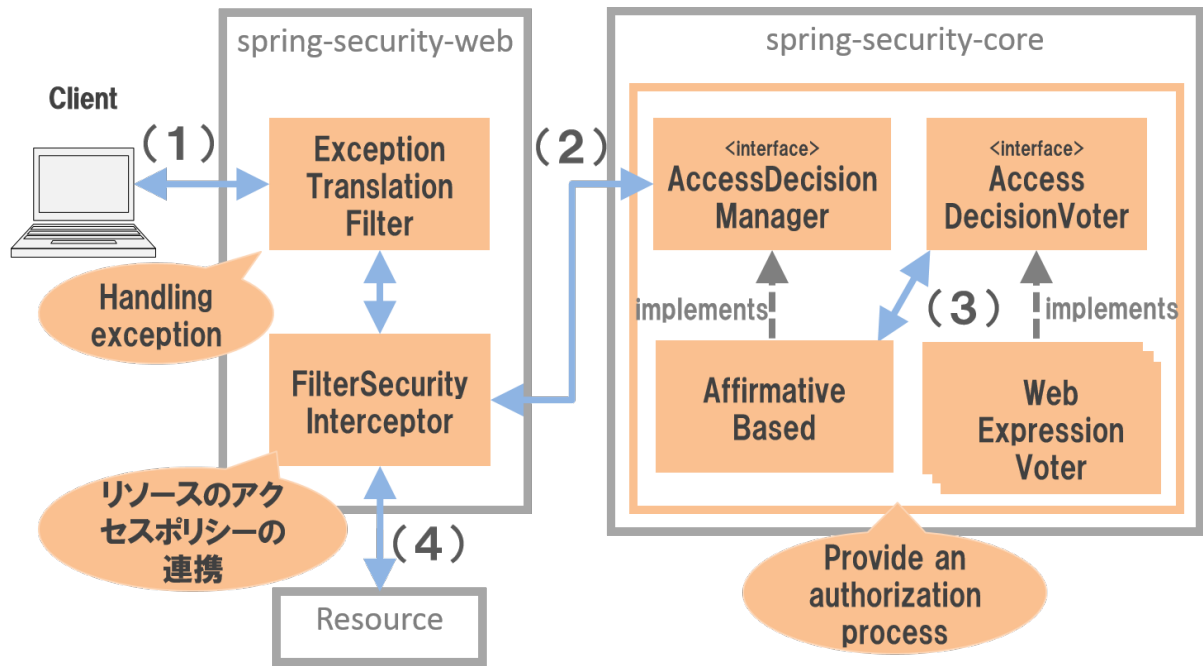 spring-security-web
spring-security-core
Client
(1)
Exception
Translation
Filter
(2)
<interface>
AccessDecision
Manager
<interface>
Access
DecisionVoter
Handling
exception
implements
(3)
implements
FilterSecurity
Interceptor
Affirmative
Based
Web
Expression
Voter
リソースのアク
セスポリシーの
連携
(4)
Provide an
authorization
process
Resource